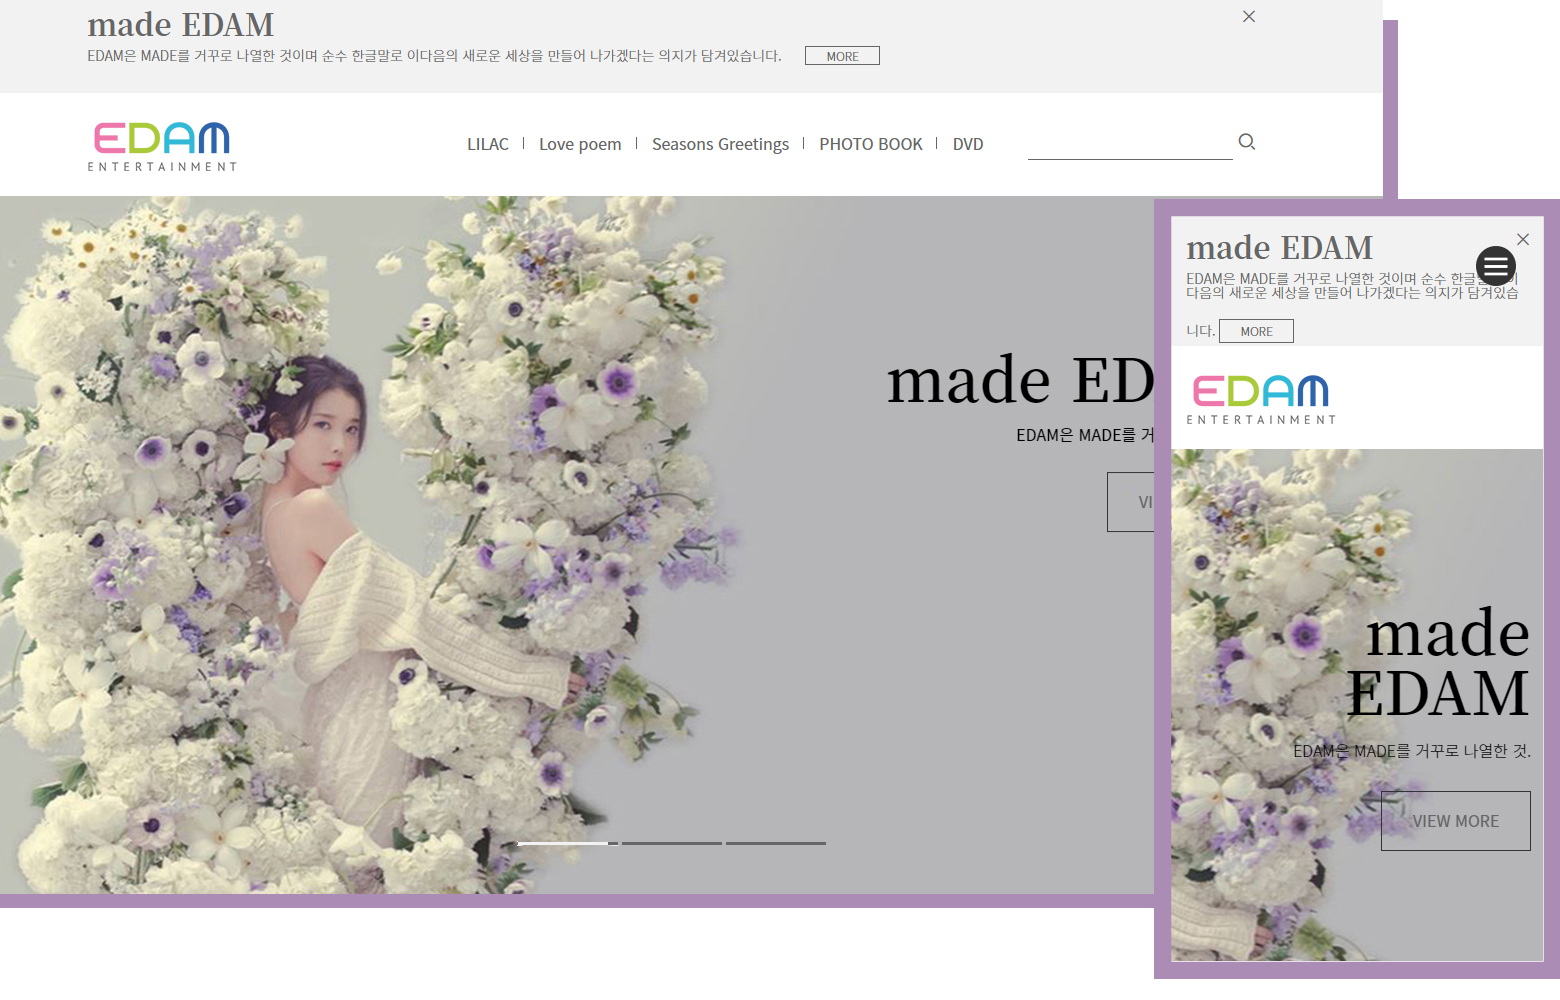 made EDAM
EDAM은 MADE를 거꾸로 나열한 것이며 순수 한글말로 이다음의 새로운 세상을 만들어 나가겠다는 의지가 담겨있습니다. MORE
EDAM
ENTERTAINMENT
LILAC
Love poem
Seasons Greetings
PHOTO BOOK
DVD
made ED
EDAM은 MADE를 거
VI
made EDAM
EDAM은 MADE를 거꾸로 나열한 것이며 순수 한글 이
다음의 새로운 세상을 만들어 나가겠다는 의지가 담겨있습
니다. MORE
EDAM
ENTERTAINMENT
made
EDAM
EDAM은 MADE를 거꾸로 나열한 것.
VIEW MORE